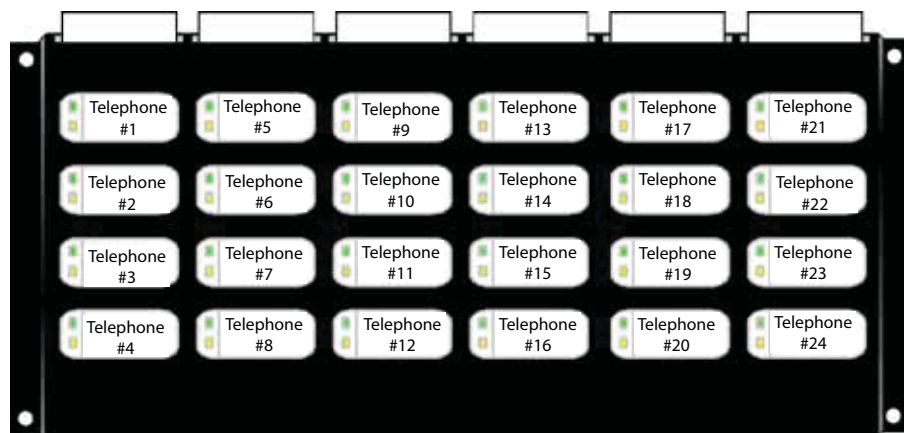 Telephone
#1
Telephone
#5
Telephone
#9
Telephone
#13
Telephone
#17
Telephone
#21
Telephone
#2
Telephone
#6
Telephone
#10
Telephone
#14
Telephone
#18
Telephone
#22
Telephone
#3
Telephone
#7
Telephone
#11
Telephone
#15
Telephone
#19
Telephone
#23
Telephone
#4
Telephone
#8
Telephone
#12
Telephone
#16
Telephone
#20
Telephone
#24